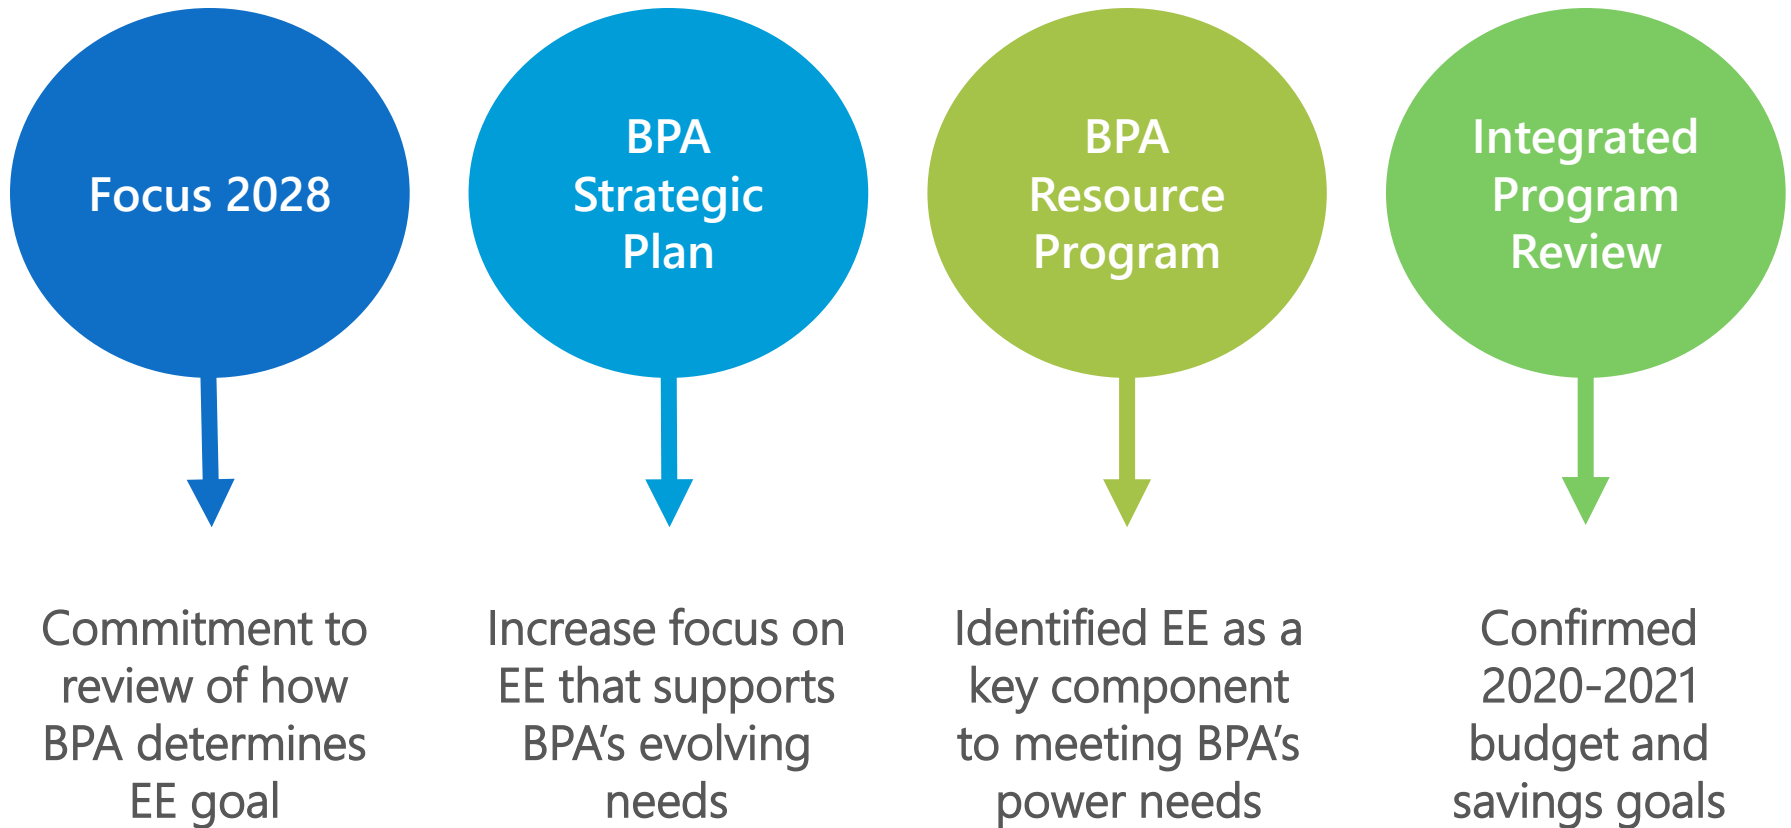 Focus 2028
BPA
Strategic
Plan
BPA
Resource
Program
Integrated
Program
Review
Commitment to
review of how
BPA determines
EE goal
Increase focus on
EE that supports
BPA's evolving
needs
Identified EE as a
key component
to meeting BPA's
power needs
Confirmed
2020-2021
budget and
savings goals